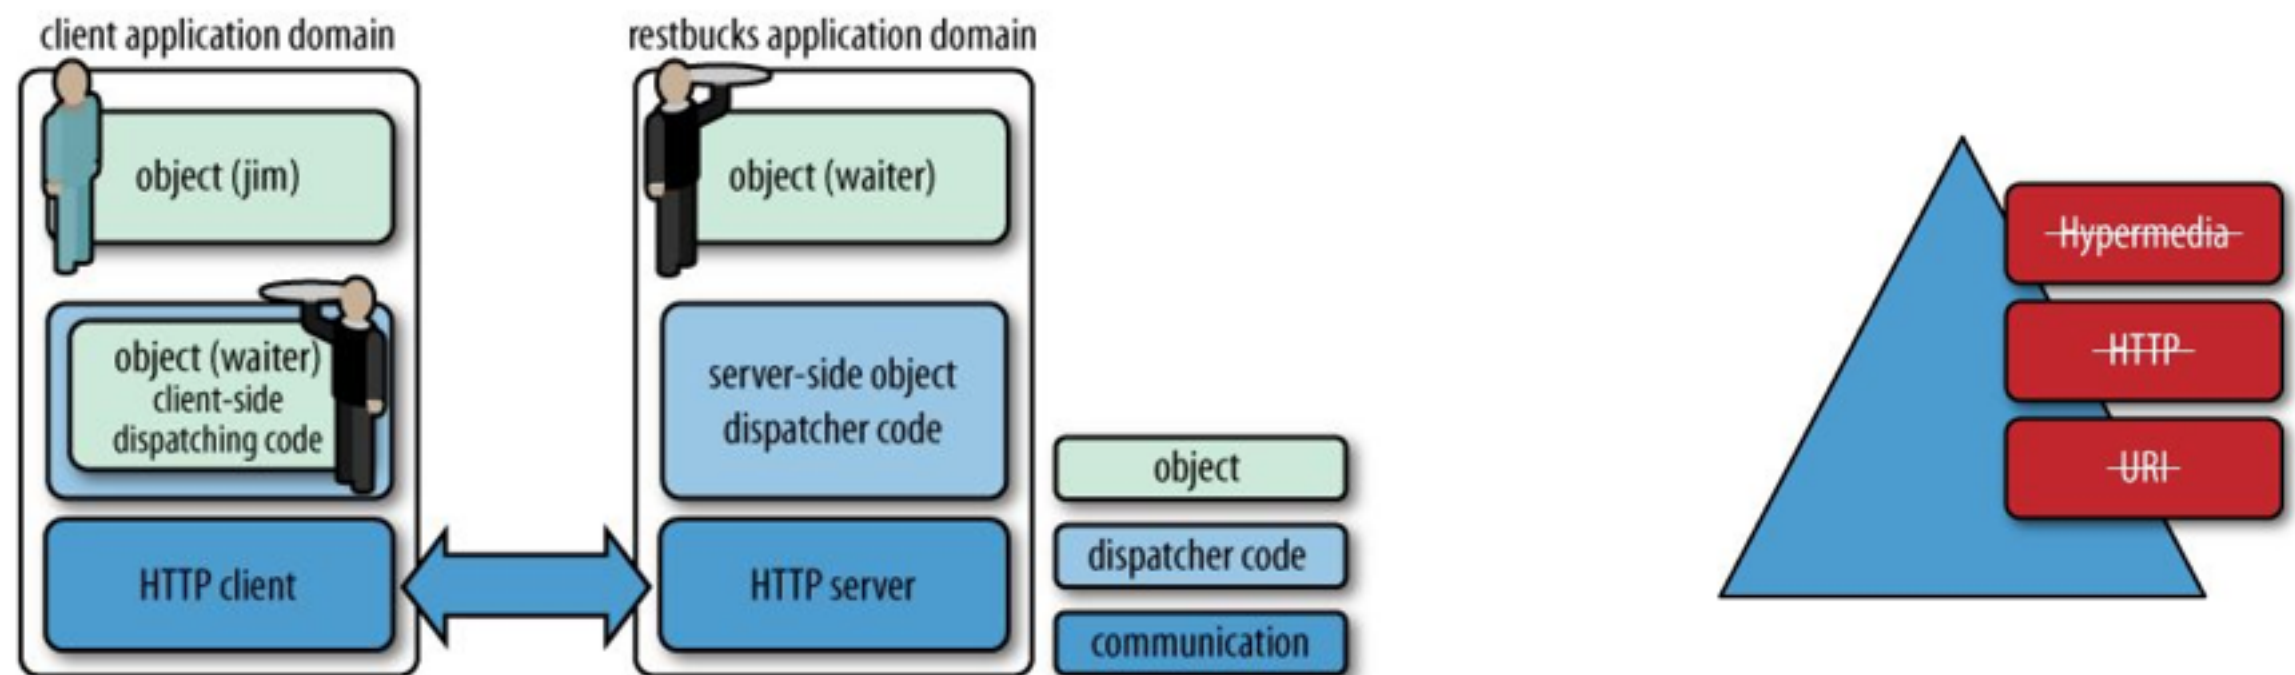 client application domain
object (jim)
object (waiter)
client-side
dispatching code
HTTP client
restbucks application domain
object (waiter)
server-side object
dispatcher code
HTTP server
object
dispatcher code
communication
Hypermedia
HTTP
URI